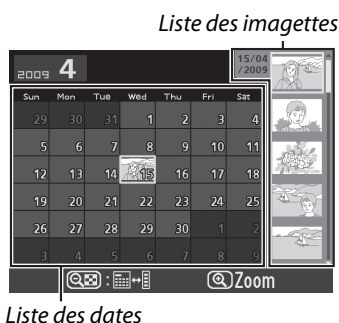 Liste des imagettes
2009 4
15/04
/2009
Sun Mon Tue Wed Thu Fri Sat
29 30 31 1 2 3 4
5 6 7 8 9 10 11
12 13 14 15 16 17 18
19 20 21 22 23 24 25
26 27 28 29 30 1 2
3 4 5 6 7 8 9
: Zoom
Liste des dates